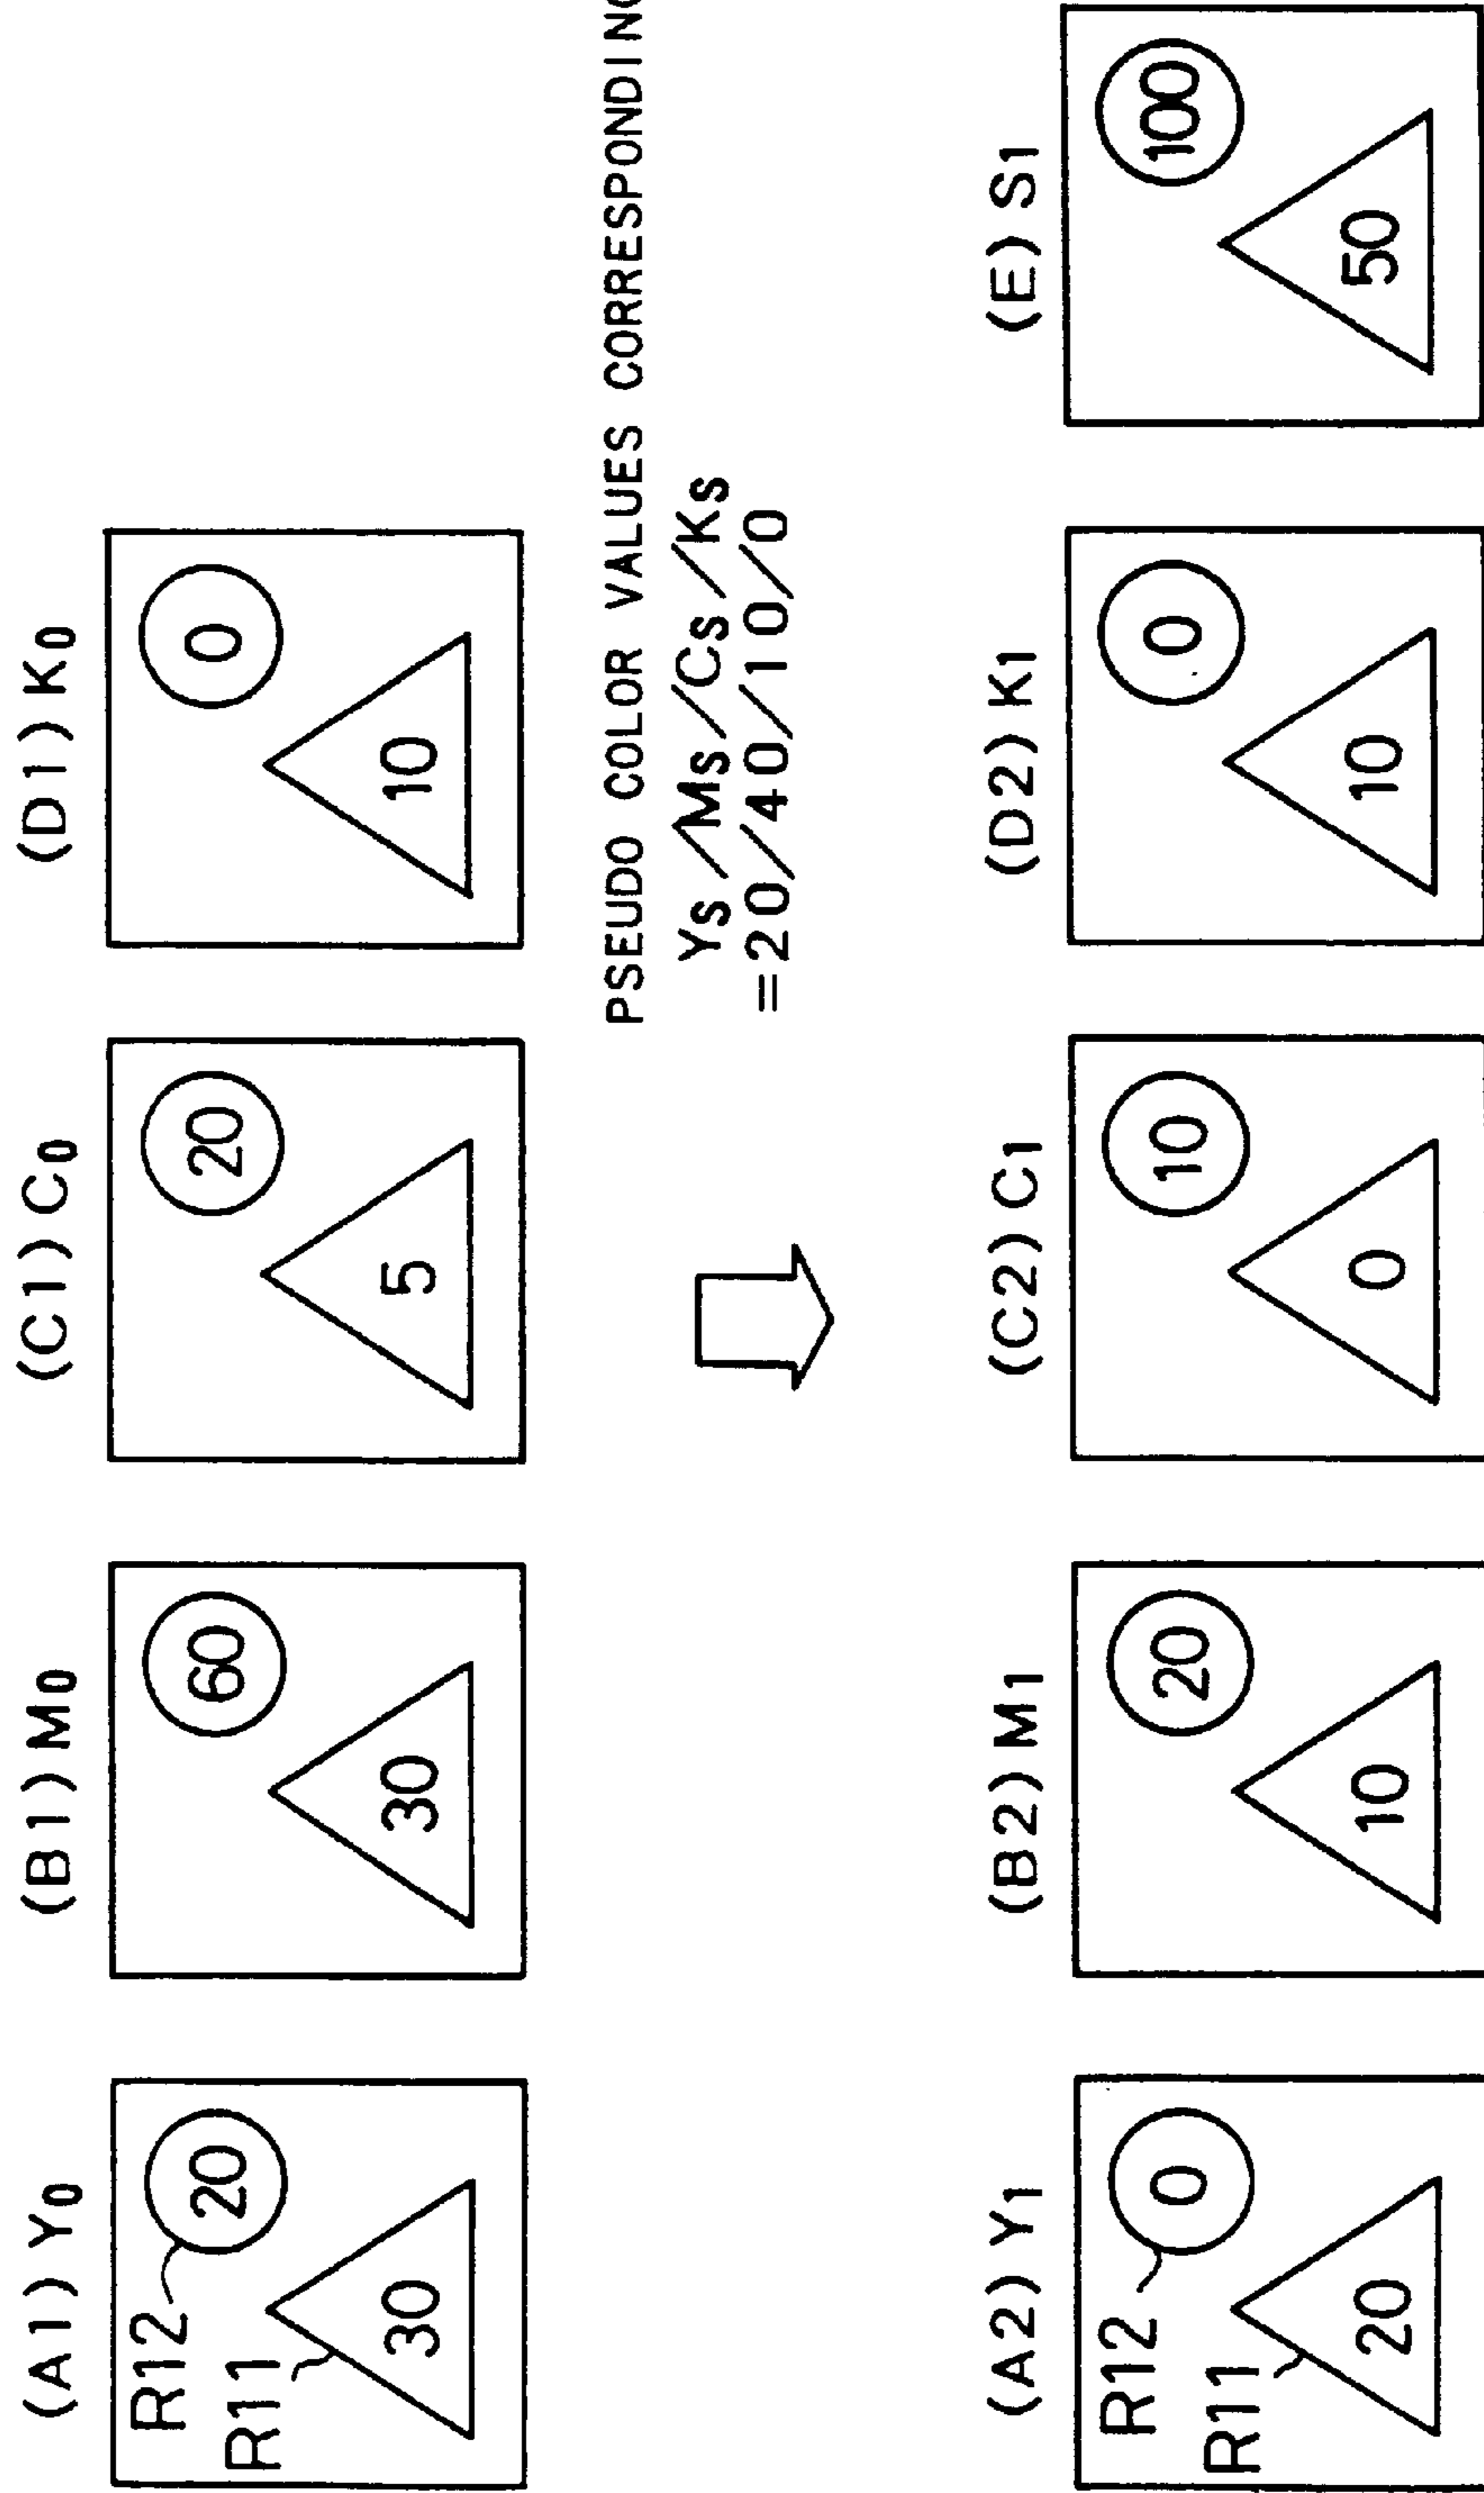 (A1)Y0
R12
20
R11
30
(B1)M0
60
30
(C1)C0
20
5
(D1)K0
0
10
PSEUDO COLOR VALUES CORRESPONDING
Ys/Ms/Cs/Ks
=20/40/10/0
(A2)Y1
R12
0
R11
20
(B2)M1
20
10
(C2)C1
10
0
(D2)K1
0
10
(E)S1
100
50